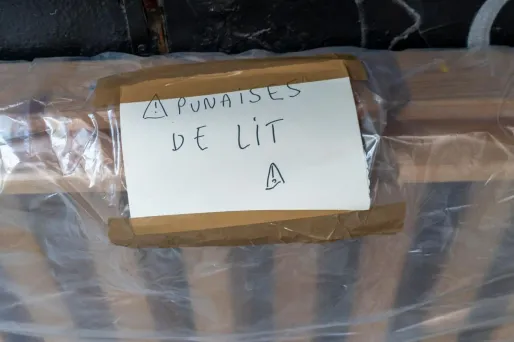 ⚠ PUNAISES
DE LIT
⚠